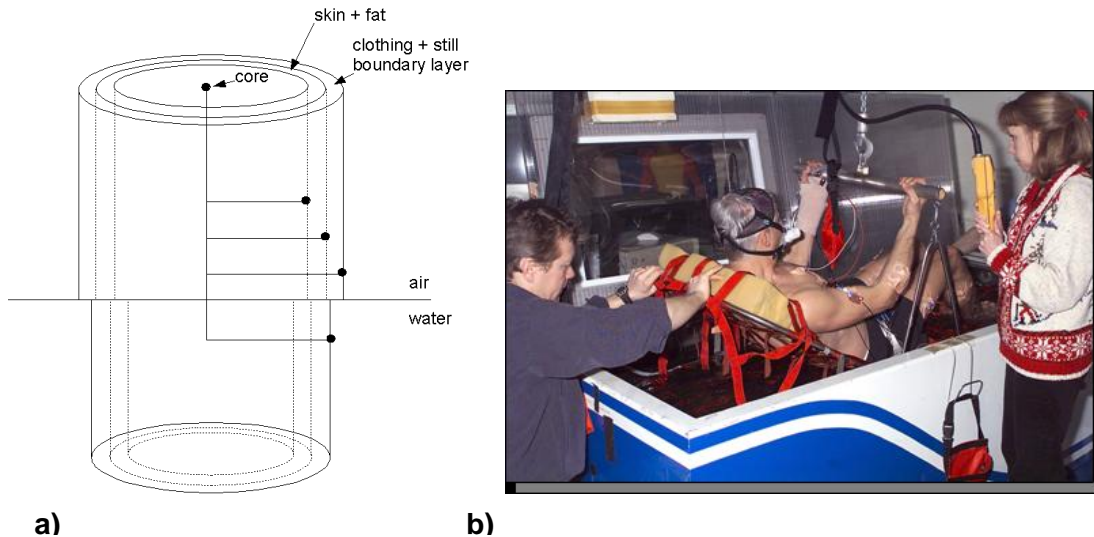 skin + fat
clothing + still
boundary layer
core
air
water
a)
b)